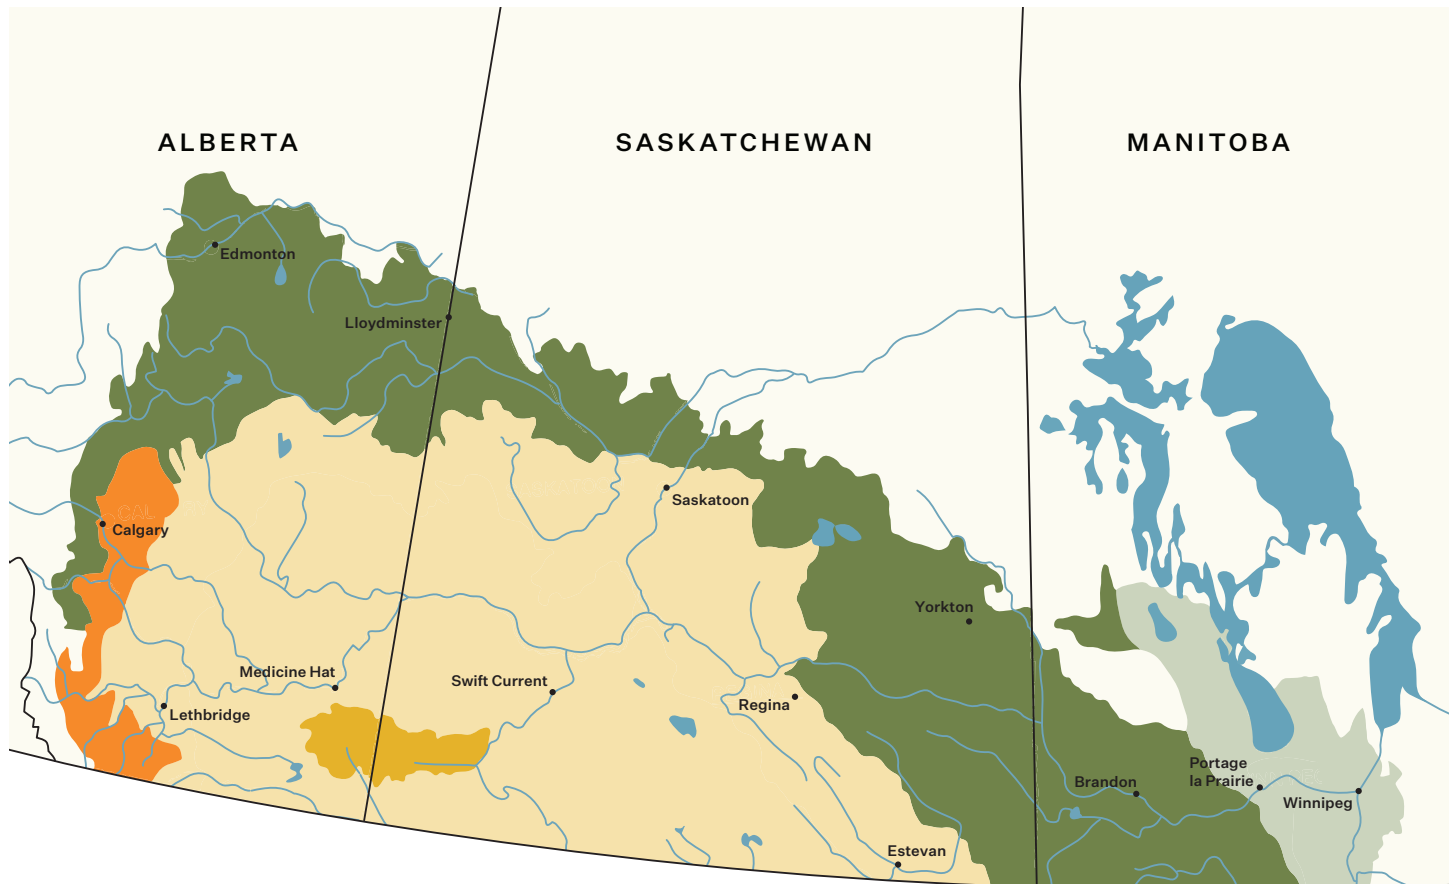 ALBERTA
SASKATCHEWAN
MANITOBA
Edmonton
Lloydminster
Calgary
Saskatoon
Yorkton
Medicine Hat
Swift Current
Lethbridge
Regina
Portage
la Prairie
Brandon
Winnipeg
Estevan